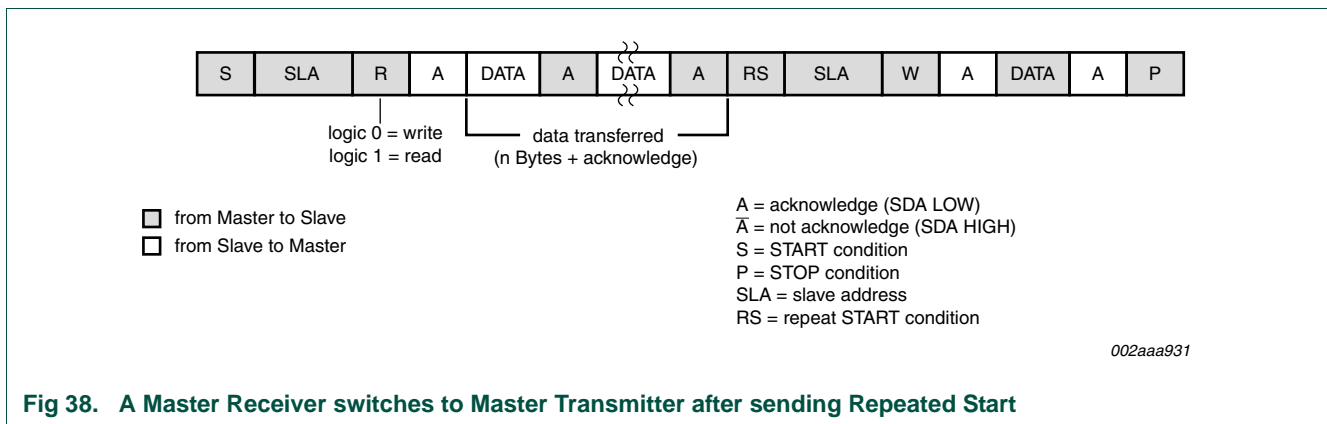 S SLA R A DATA A DATA A RS SLA W A DATA A P
logic 0 = write
logic 1 = read
data transferred
(n Bytes + acknowledge)
from Master to Slave
from Slave to Master
A = acknowledge (SDA LOW)
A̅ = not acknowledge (SDA HIGH)
S = START condition
P = STOP condition
SLA = slave address
RS = repeat START condition
002aaa931
Fig 38. A Master Receiver switches to Master Transmitter after sending Repeated Start